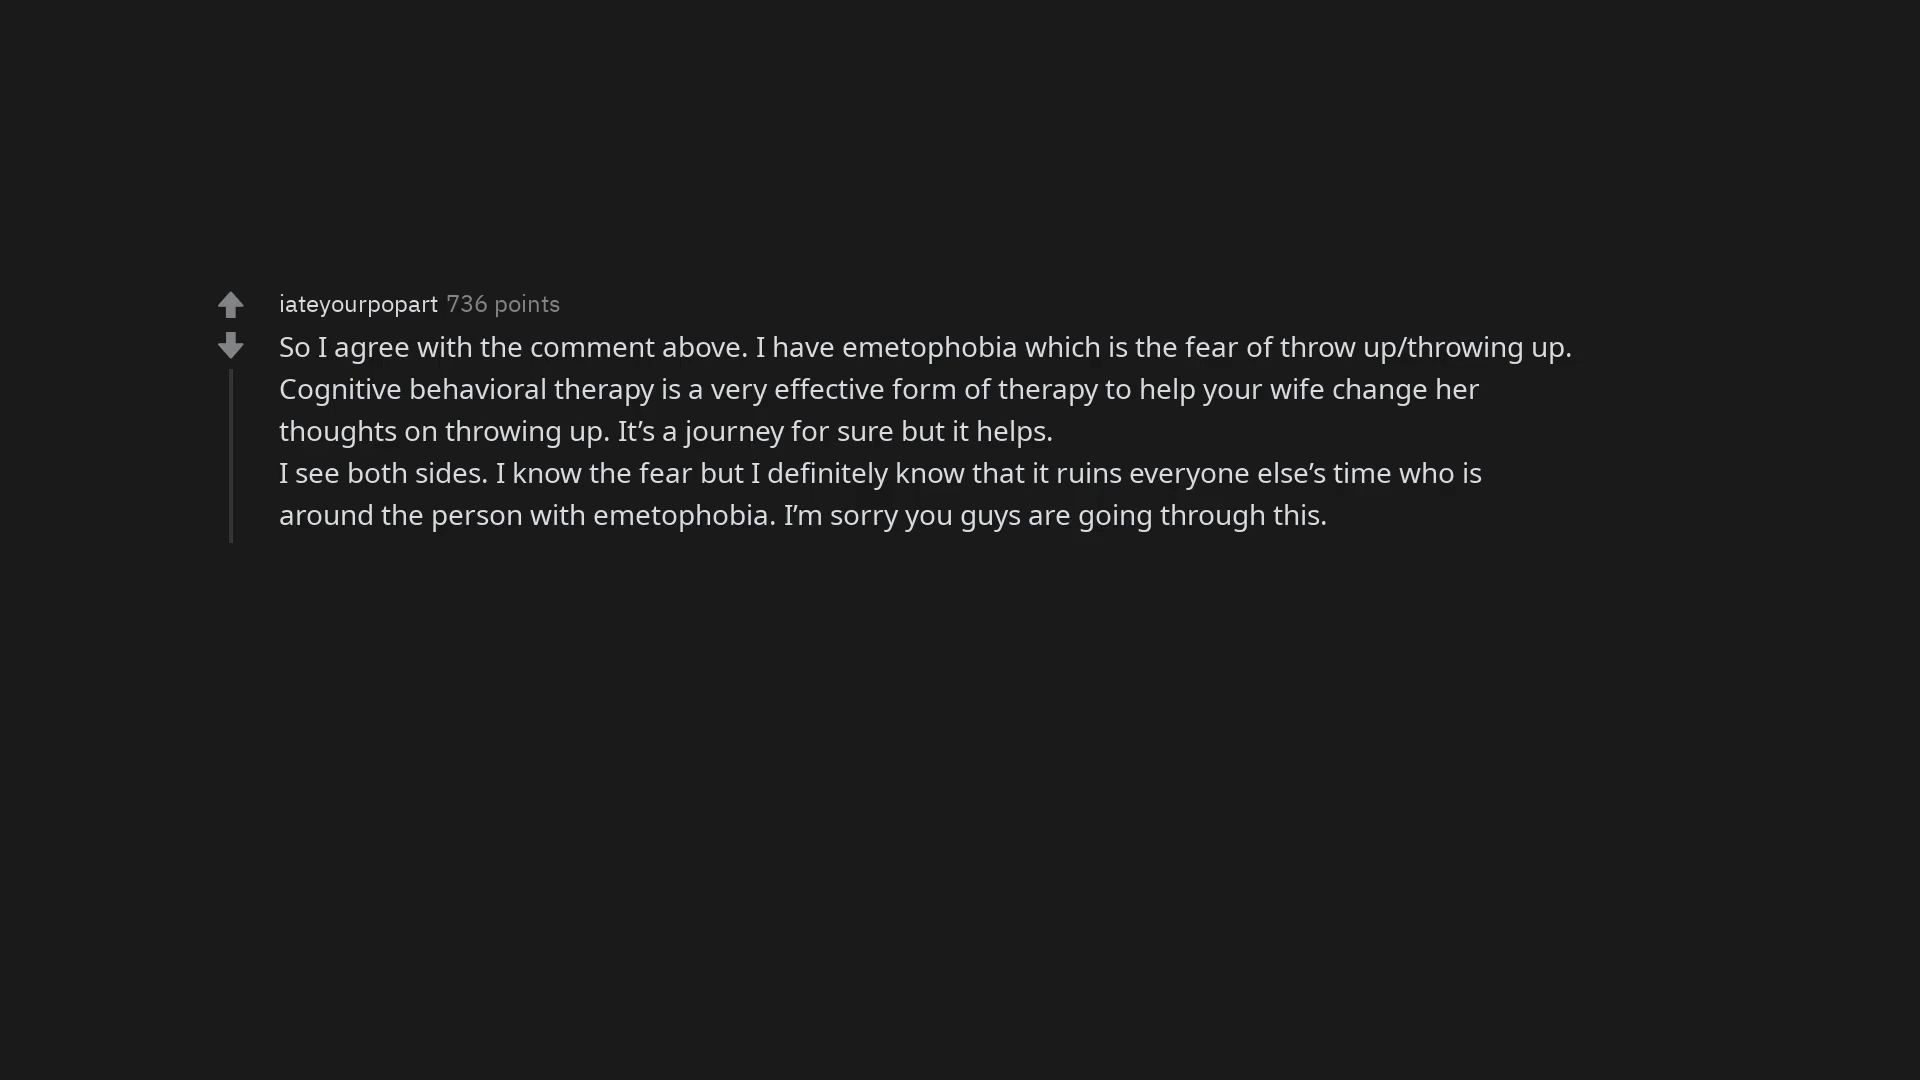 iateyourpopart 736 points
So I agree with the comment above. I have emetophobia which is the fear of throw up/throwing up.
Cognitive behavioral therapy is a very effective form of therapy to help your wife change her
thoughts on throwing up. It’s a journey for sure but it helps.
I see both sides. I know the fear but I definitely know that it ruins everyone else’s time who is
around the person with emetophobia. I’m sorry you guys are going through this.